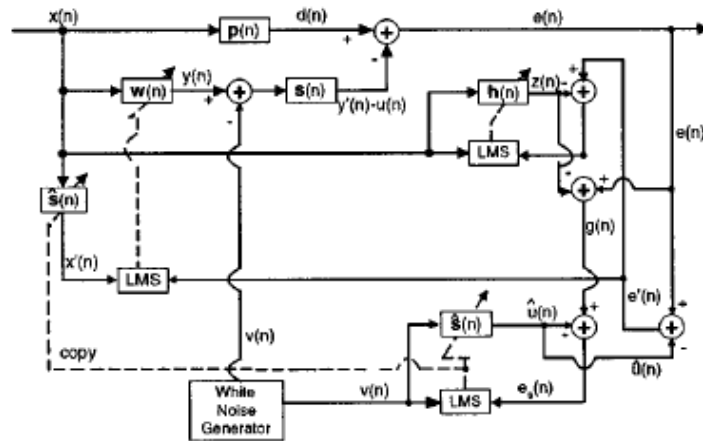 x(n)
p(n)
d(n)
+
+
-
e(n)
w(n)
y(n)
+
+
-
s(n)
y'(n)-u(n)
h(n)
z(n)
-
+
+
LMS
e(n)
-
+
+
g(n)
ŝ(n)
x'(n)
LMS
e'(n)
v(n)
ŝ(n)
û(n)
+
-
+
+
+
-
û(n)
copy
White
Noise
Generator
v(n)
LMS
eₛ(n)